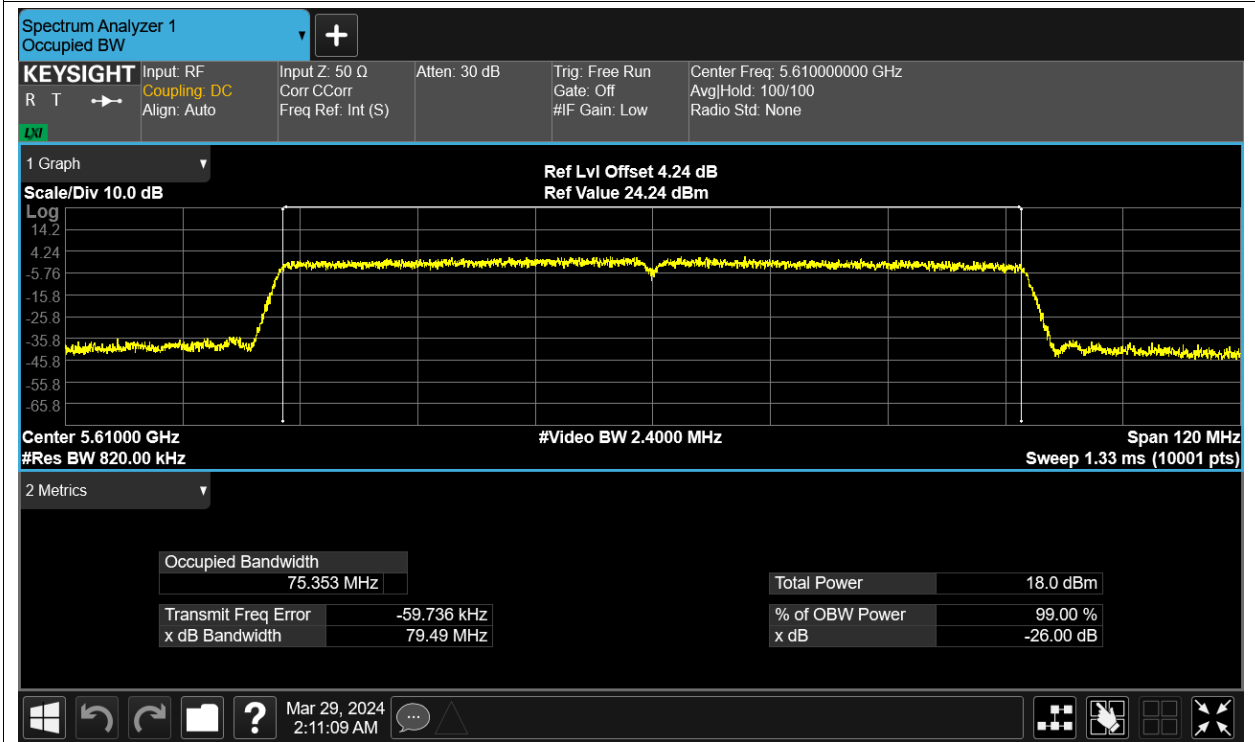 Spectrum Analyzer 1
Occupied BW
KEYSIGHT
R T
LXI
Input: RF
Coupling: DC
Align: Auto
Input Z: 50 Ω
Corr CCorr
Freq Ref: Int (S)
Atten: 30 dB
Trig: Free Run
Gate: Off
#IF Gain: Low
Center Freq: 5.610000000 GHz
Avg|Hold: 100/100
Radio Std: None
1 Graph
Scale/Div 10.0 dB
Ref Lvl Offset 4.24 dB
Ref Value 24.24 dBm
Log
14.2
4.24
-5.76
-15.8
-25.8
-35.8
-45.8
-55.8
-65.8
Center 5.61000 GHz
#Video BW 2.4000 MHz
Span 120 MHz
#Res BW 820.00 kHz
Sweep 1.33 ms (10001 pts)
2 Metrics
Occupied Bandwidth
75.353 MHz
Transmit Freq Error -59.736 kHz
x dB Bandwidth 79.49 MHz
Total Power 18.0 dBm
% of OBW Power 99.00 %
x dB -26.00 dB
?
Mar 29, 2024
2:11:09 AM